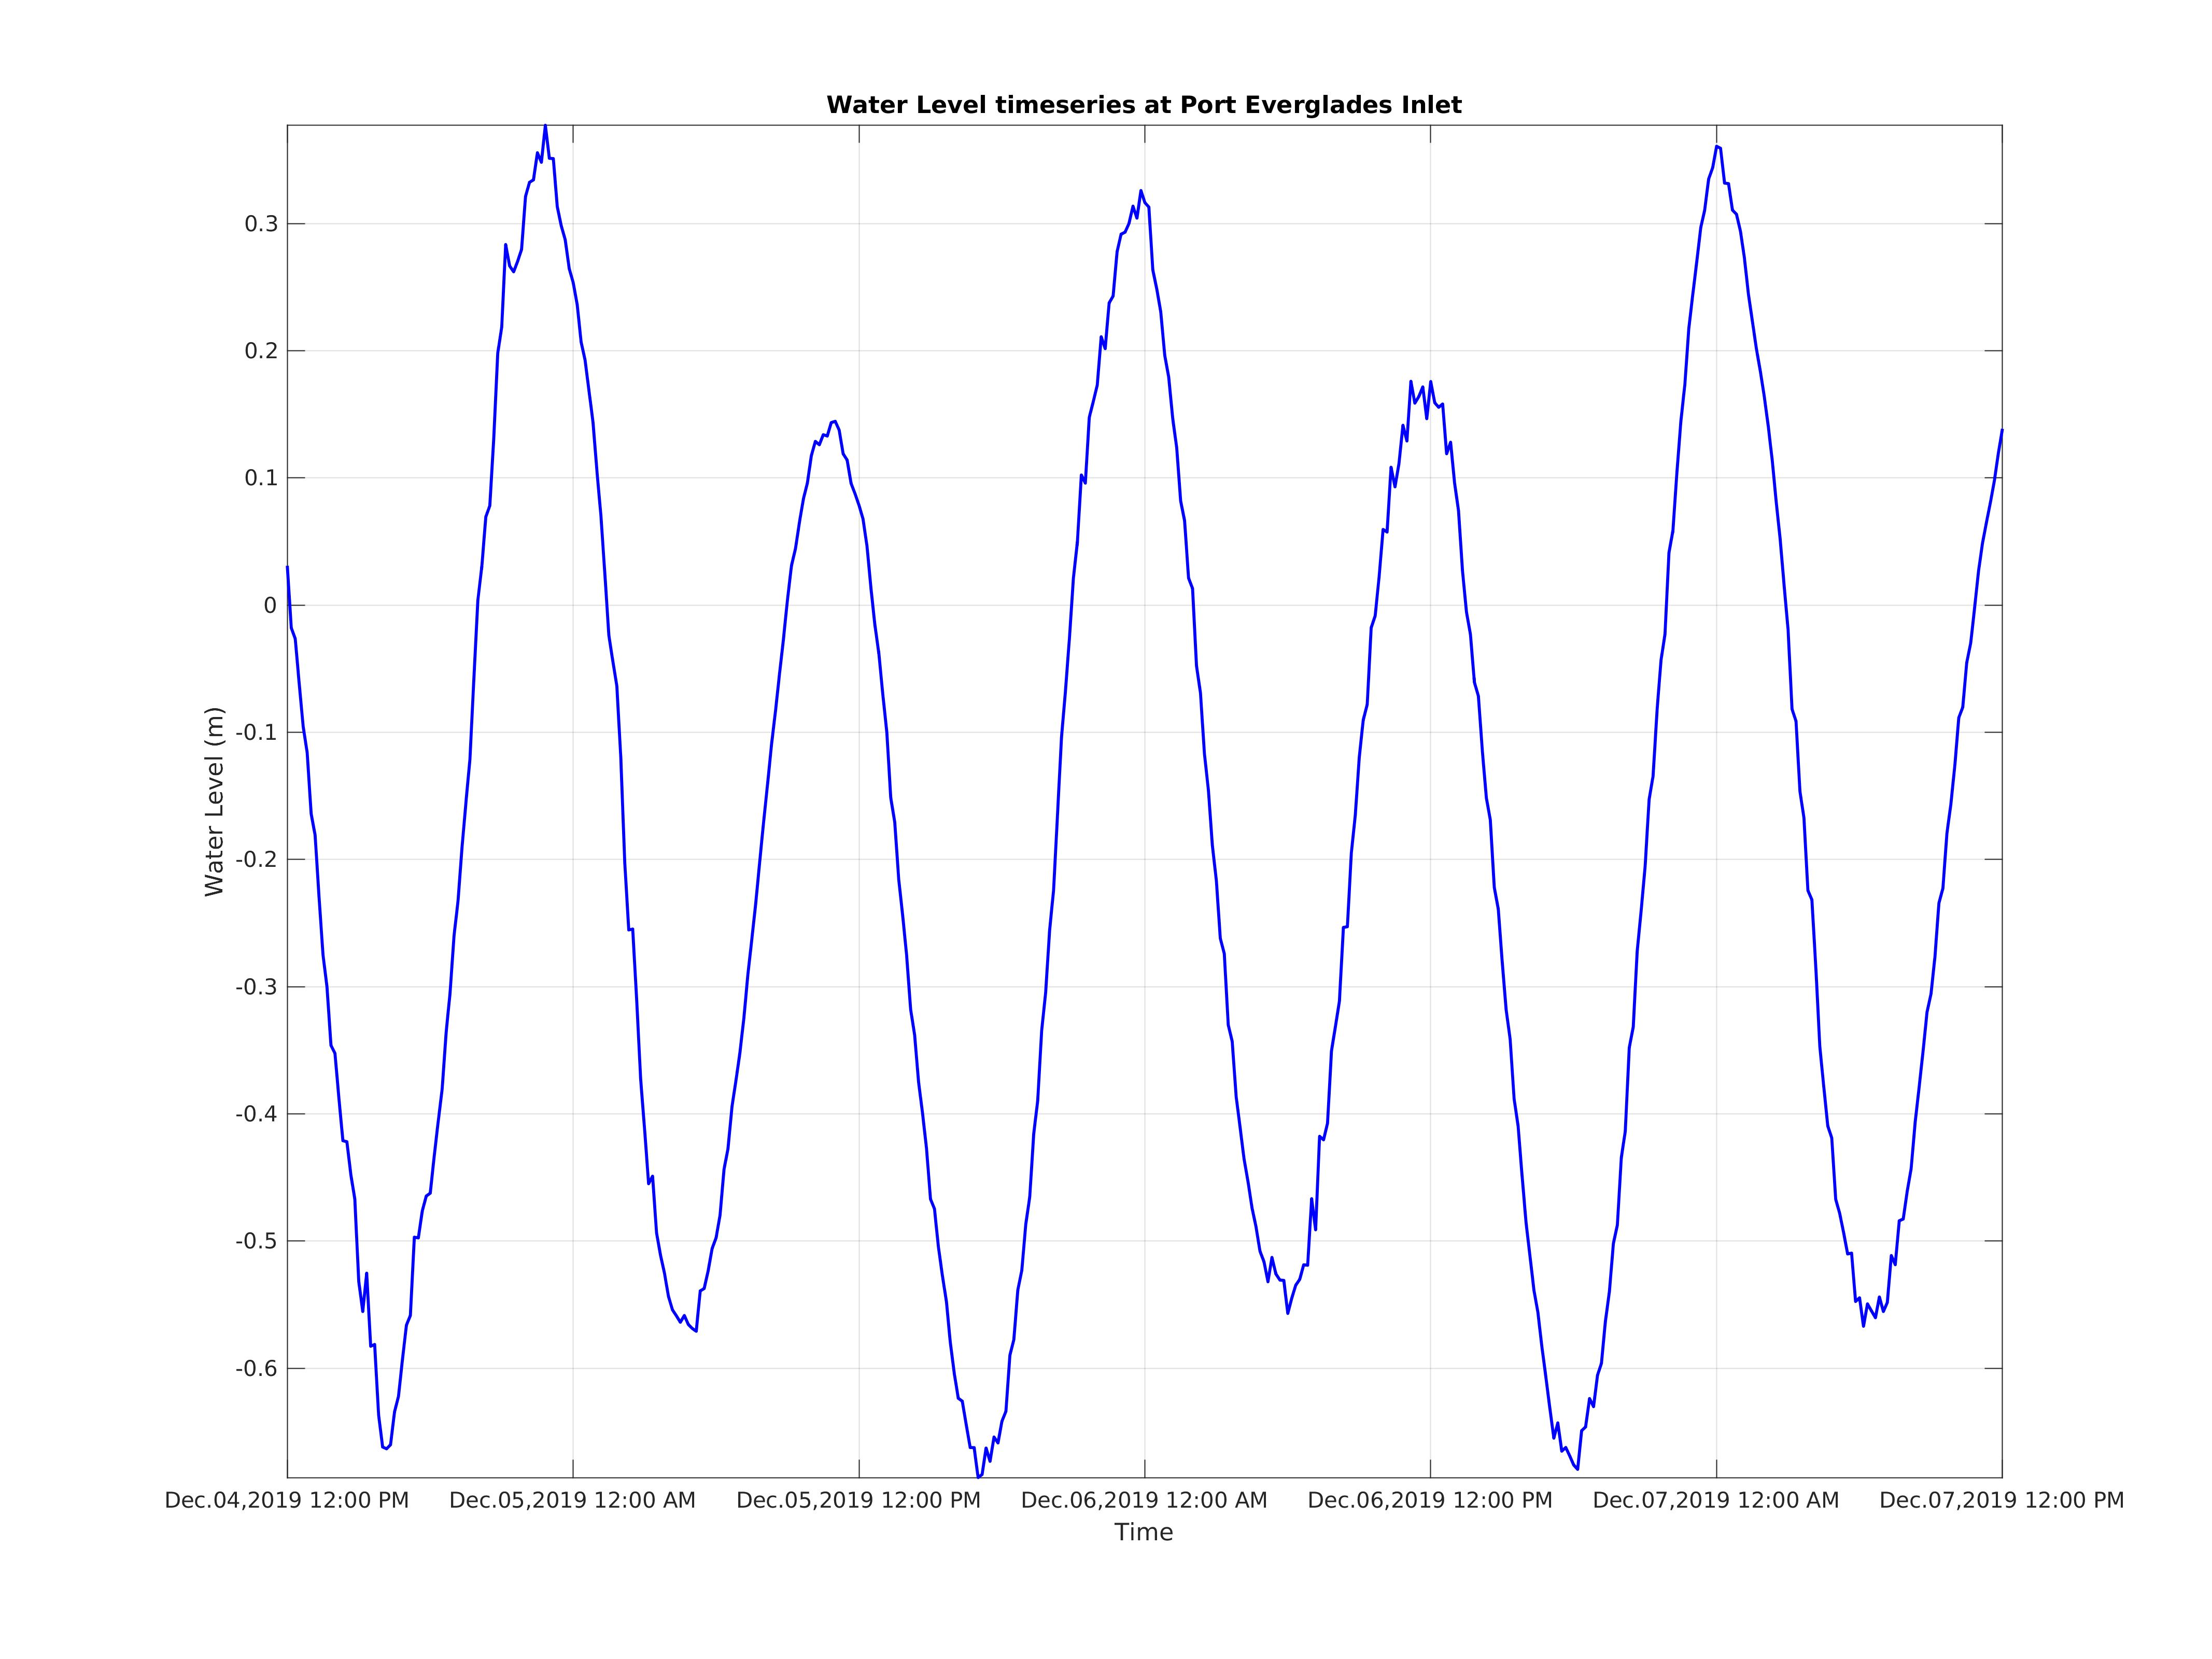 Water Level timeseries at Port Everglades Inlet
0.3
0.2
0.1
0
-0.1
-0.2
-0.3
-0.4
-0.5
-0.6
Water Level (m)
Dec.04,2019 12:00 PM Dec.05,2019 12:00 AM Dec.05,2019 12:00 PM Dec.06,2019 12:00 AM Dec.06,2019 12:00 PM Dec.07,2019 12:00 AM Dec.07,2019 12:00 PM
Time